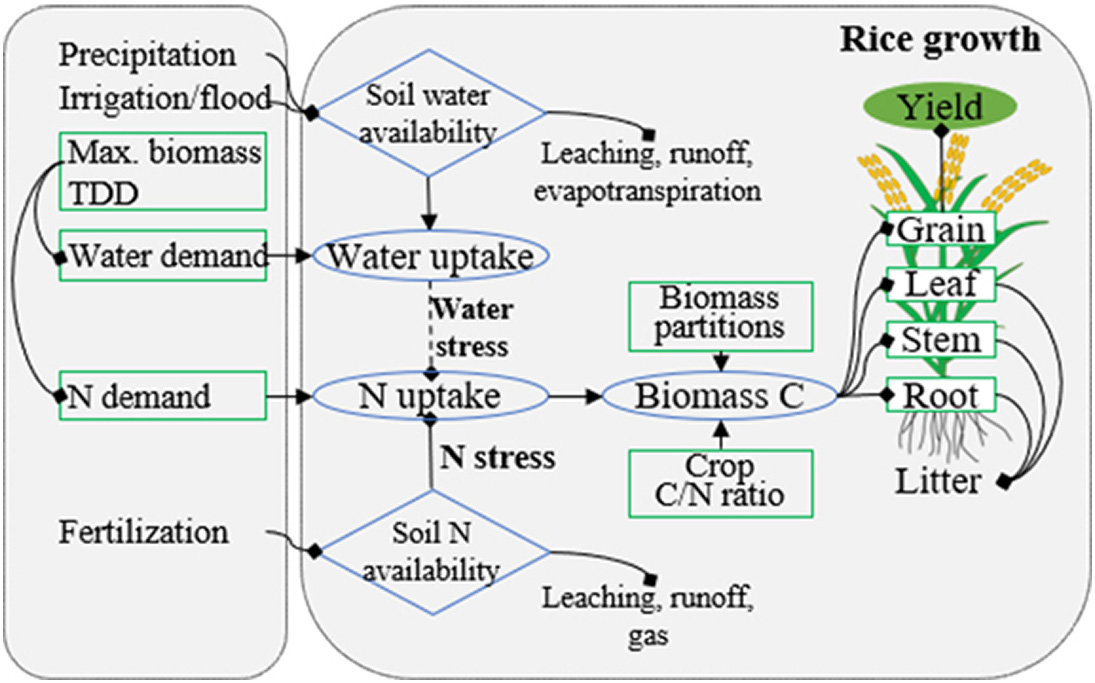 Precipitation
Irrigation/flood
Max. biomass
TDD
Water demand
N demand
Fertilization
Soil water
availability
Leaching, runoff,
evapotranspiration
Water uptake
Water
stress
N uptake
N stress
Soil N
availability
Leaching, runoff,
gas
Biomass
partitions
Biomass C
Crop
C/N ratio
Rice growth
Yield
Grain
Leaf
Stem
Root
Litter